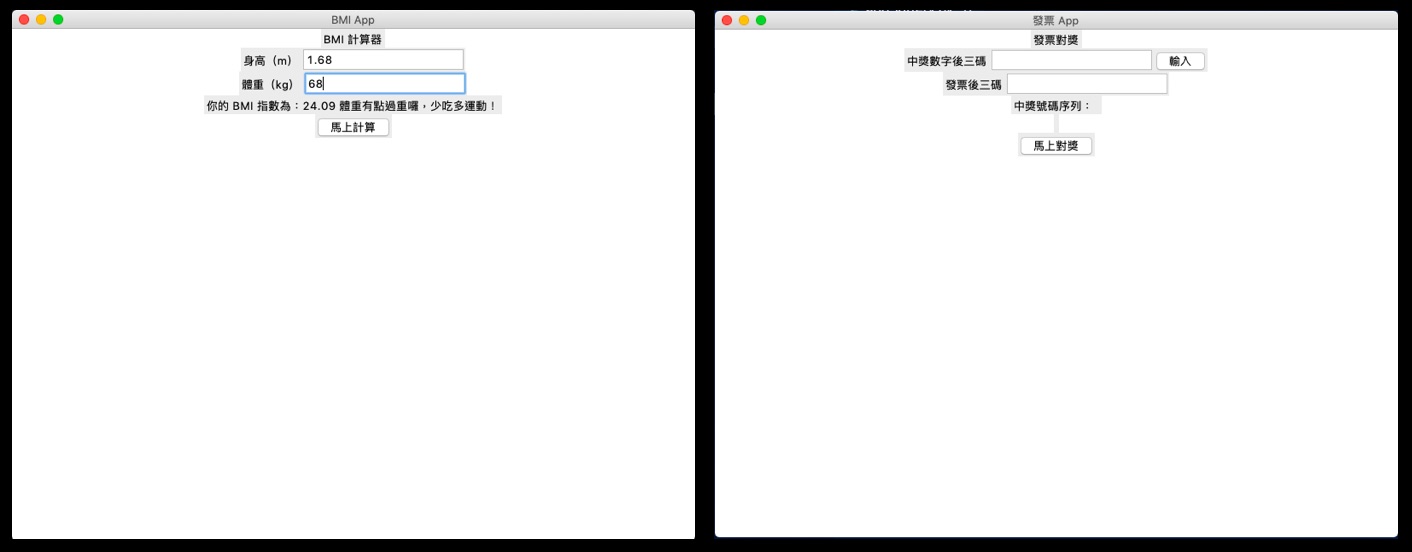 BMI App
BMI 計算器
身高（m） 1.68
體重（kg） 68
你的 BMI 指數為：24.09 體重有點過重囉，少吃多運動！
馬上計算
發票 App
發票對獎
中獎數字後三碼 輸入
發票後三碼
中獎號碼序列：
馬上對獎